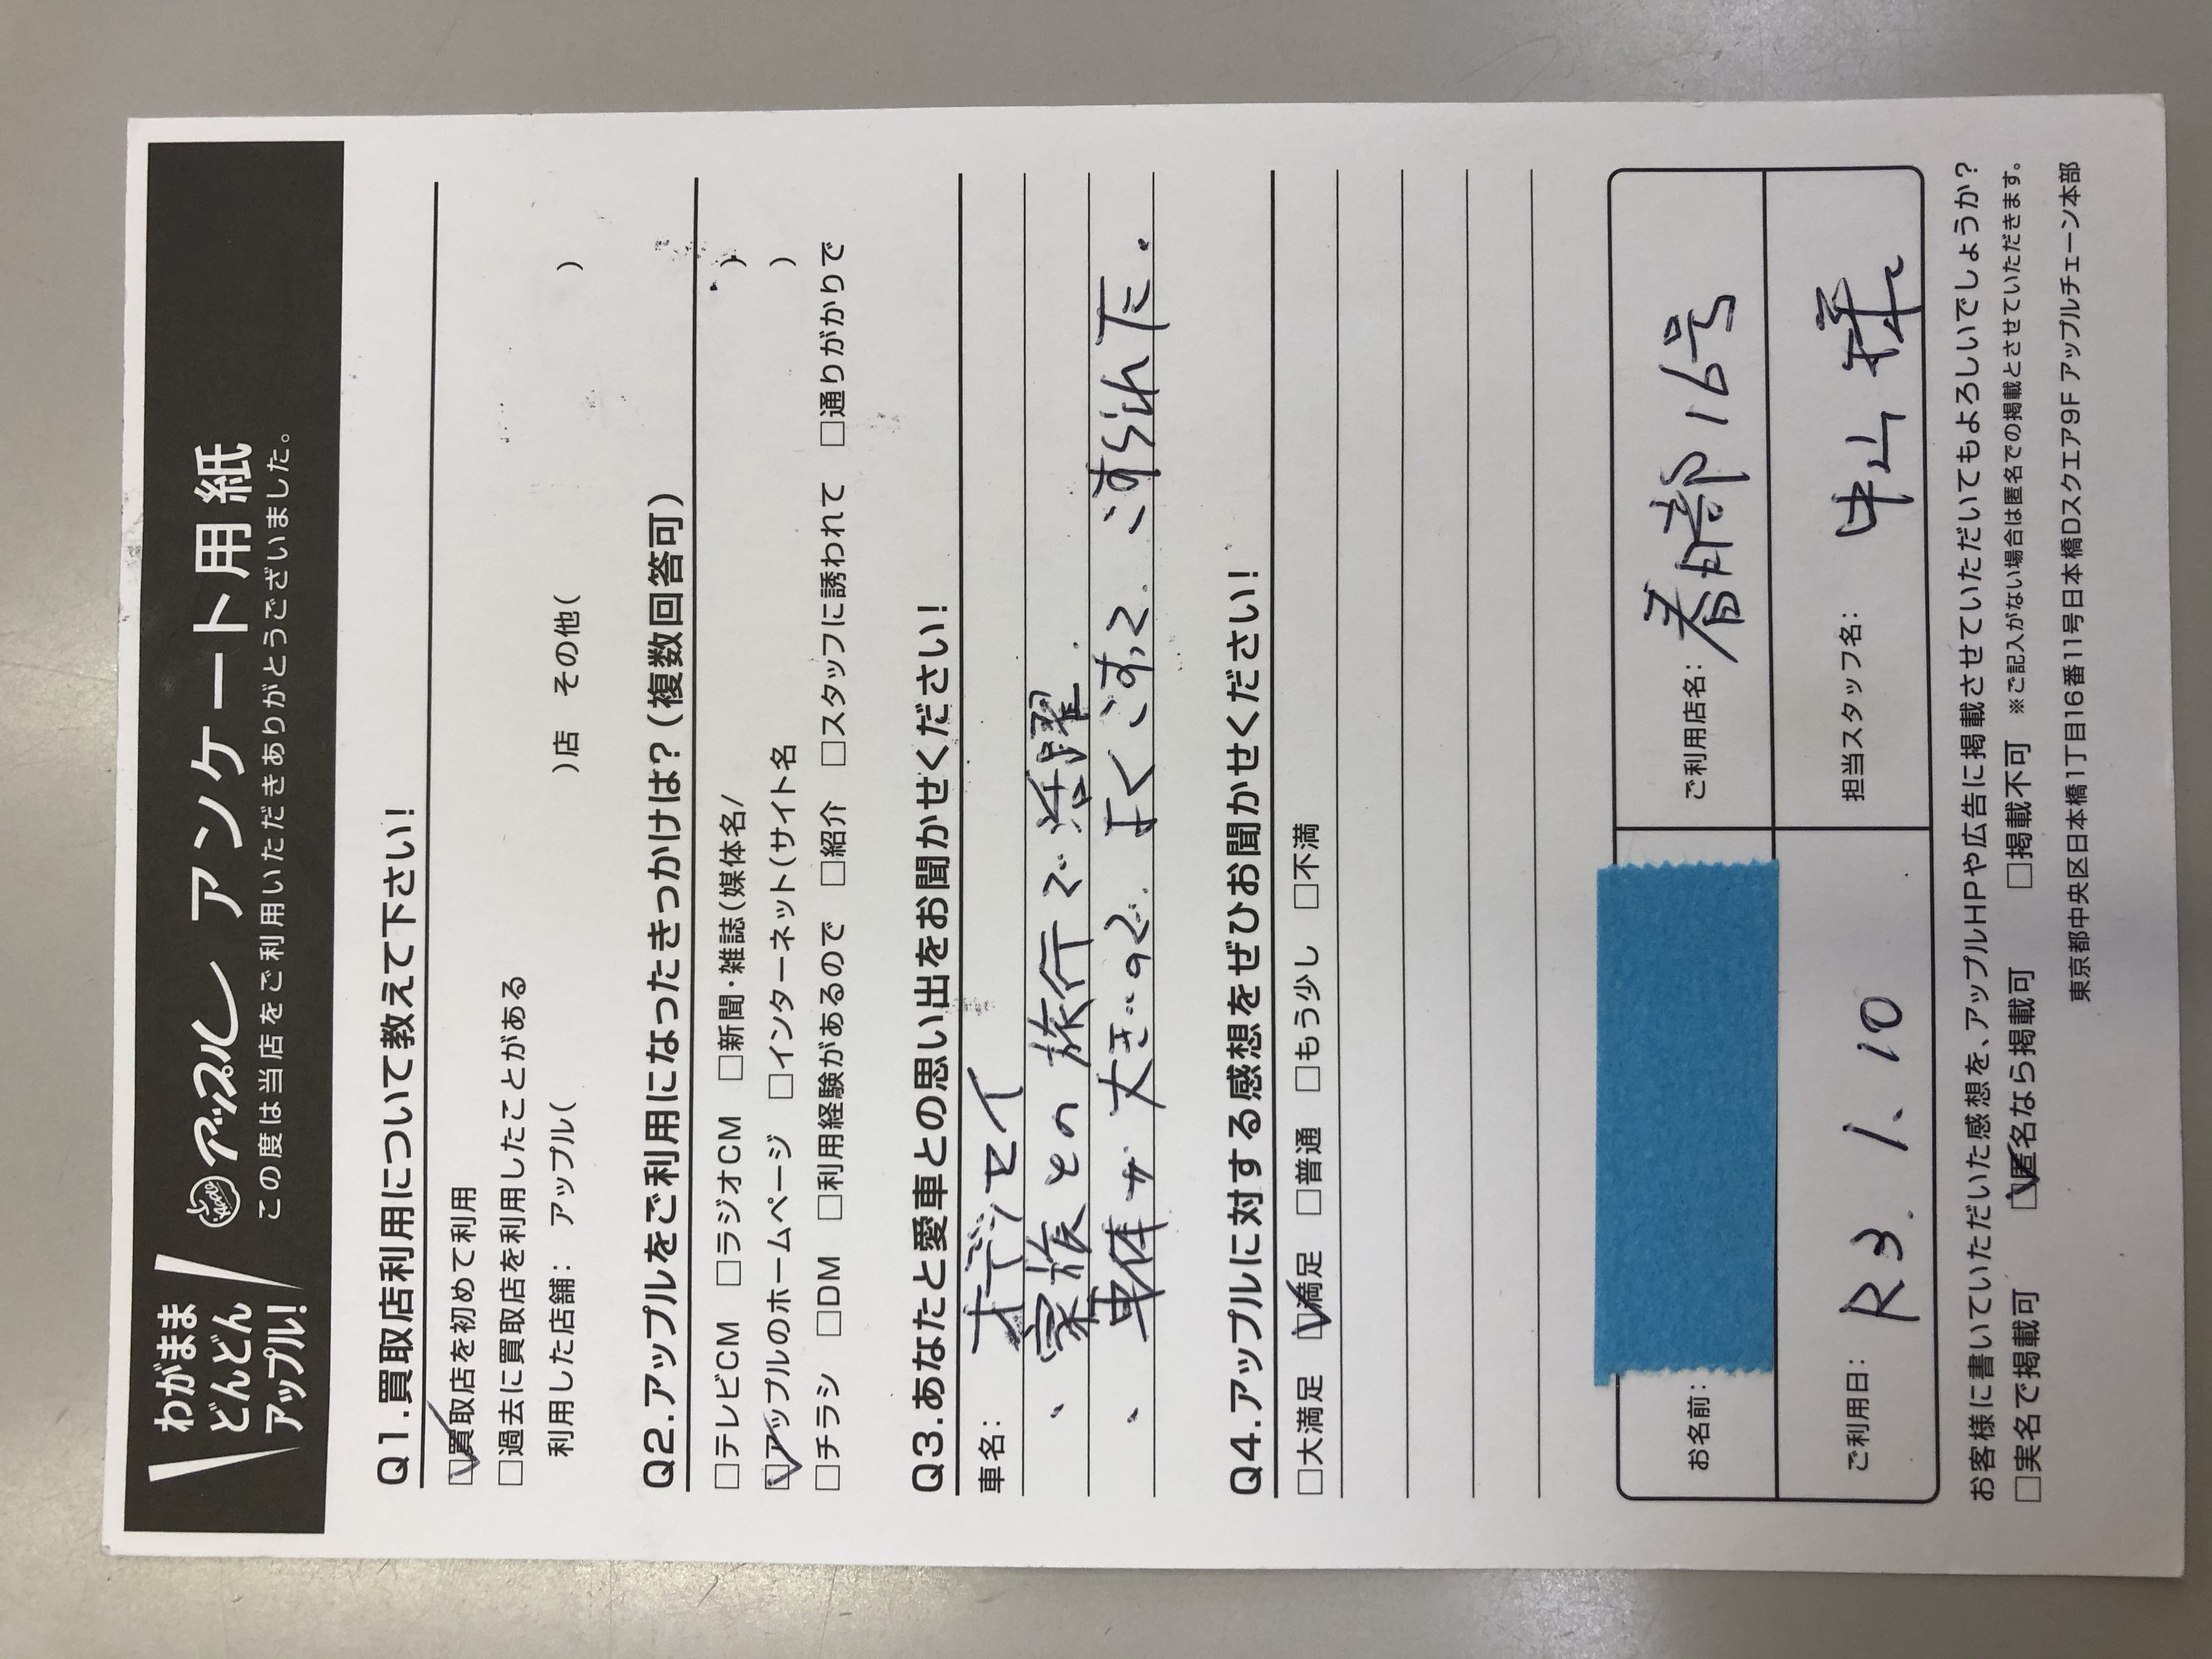 わがまま
どんどん
アップル!
Apple アップル アンケート用紙
この度は当店をご利用いただきありがとうございました。
Q1.買取店利用について教えて下さい!
☑買取店を初めて利用
□過去に買取店を利用したことがある
利用した店舗: アップル( )店 その他( )
Q2.アップルをご利用になったきっかけは?(複数回答可)
□テレビCM □ラジオCM □新聞・雑誌(媒体名/ )
☑アップルのホームページ □インターネット(サイト名 )
□チラシ □DM □利用経験があるので □紹介 □スタッフに誘われて □通りがかりで
Q3.あなたと愛車との思い出をお聞かせください!
車名: オデッセイ
、家族との旅行で活躍.
、車体が大きいので.よくこすって.こすられた.
Q4.アップルに対する感想をぜひお聞かせください!
□大満足 ☑満足 □普通 □もう少し □不満
お名前:
ご利用店名: 春日部16号
ご利用日: R3.1.10
担当スタッフ名: 中山 様
お客様に書いていただいた感想を、アップルHPや広告に掲載させていただいてもよろしいでしょうか?
□実名で掲載可 ☑匿名なら掲載可 □掲載不可 ※ご記入がない場合は匿名での掲載とさせていただきます。
東京都中央区日本橋1丁目16番11号日本橋Dスクエア9F アップルチェーン本部